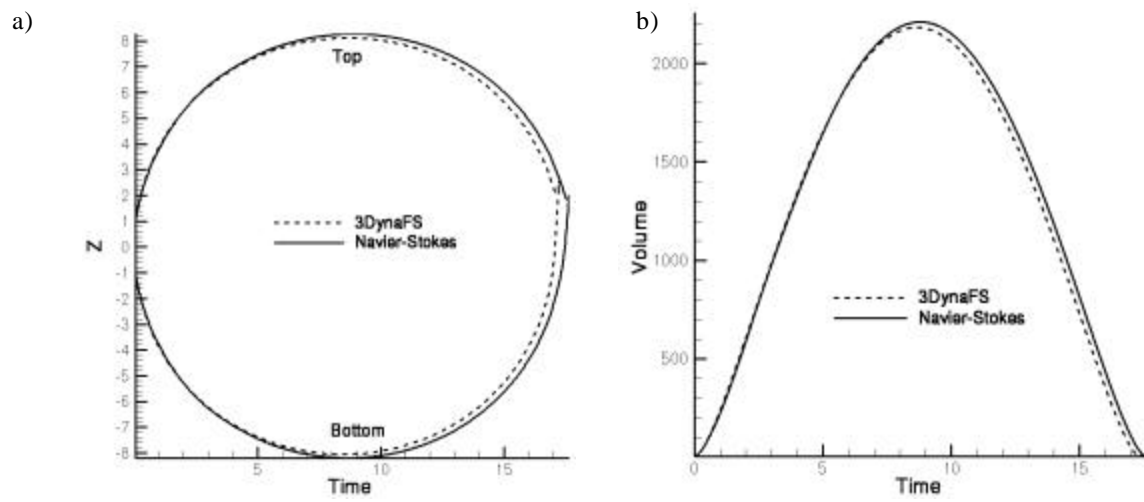 a)
8
7
6
5
4
3
2
1
0
-1
-2
-3
-4
-5
-6
-7
-8
Z
Top
3DynaFS
Navier-Stokes
Bottom
5
10
15
Time
b)
2000
1500
1000
500
Volume
3DynaFS
Navier-Stokes
0
5
10
15
Time